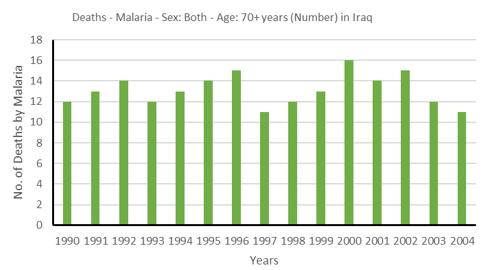 Deaths - Malaria - Sex: Both - Age: 70+ years (Number) in Iraq
No. of Deaths by Malaria
18
16
14
12
10
8
6
4
2
0
1990 1991 1992 1993 1994 1995 1996 1997 1998 1999 2000 2001 2002 2003 2004
Years